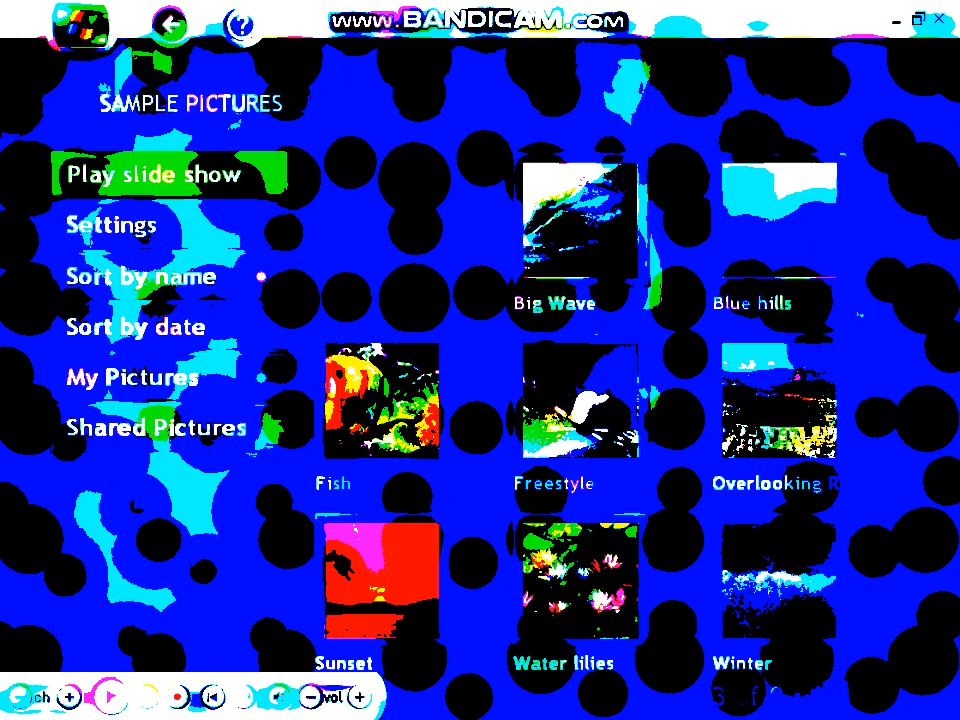 www.BANDICAM.com
SAMPLE PICTURES
Play slide show
Settings
Sort by name
Sort by date
My Pictures
Shared Pictures
Big Wave
Blue hills
Fish
Freestyle
Overlooking R
Sunset
Water lilies
Winter
ch
vol